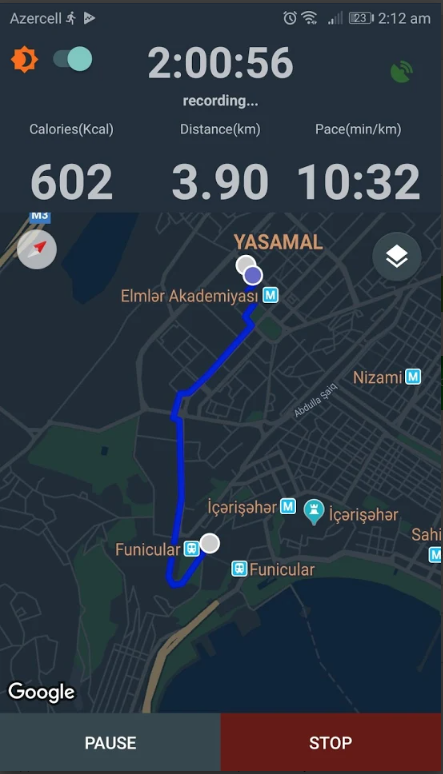 Azercell 23 2:12 am
2:00:56
recording...
Calories(Kcal) Distance(km) Pace(min/km)
602 3.90 10:32
M3
YASAMAL
Elmlər Akademiyası M
Nizami M
Abdulla Şaiq
İçərişəhər M İçərişəhər
Sahi
M
Funicular
Funicular
Google
PAUSE STOP